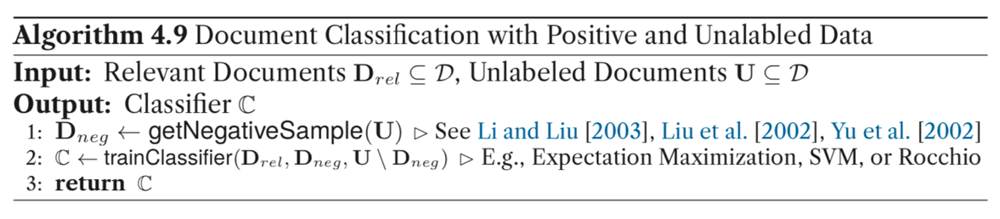 Algorithm 4.9 Document Classification with Positive and Unalabled Data
Input: Relevant Documents D_rel ⊆ 𝒟, Unlabeled Documents U ⊆ 𝒟
Output: Classifier ℂ
1: D_neg ← getNegativeSample(U) ▷ See Li and Liu [2003], Liu et al. [2002], Yu et al. [2002]
2: ℂ ← trainClassifier(D_rel, D_neg, U \ D_neg) ▷ E.g., Expectation Maximization, SVM, or Rocchio
3: return ℂ